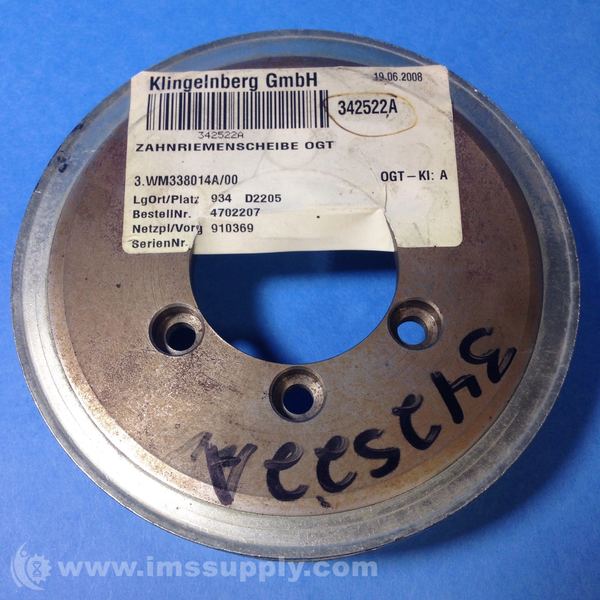 Klingelnberg GmbH 19.06.2008
K 342522A
342522A
ZAHNRIEMENSCHEIBE OGT
3.WM338014A/00 OGT-Kl: A
LgOrt/Platz 934 D2205
BestellNr. 4702207
Netzpl/Vorg 910369
SerienNr.
342522A
www.imssupply.com